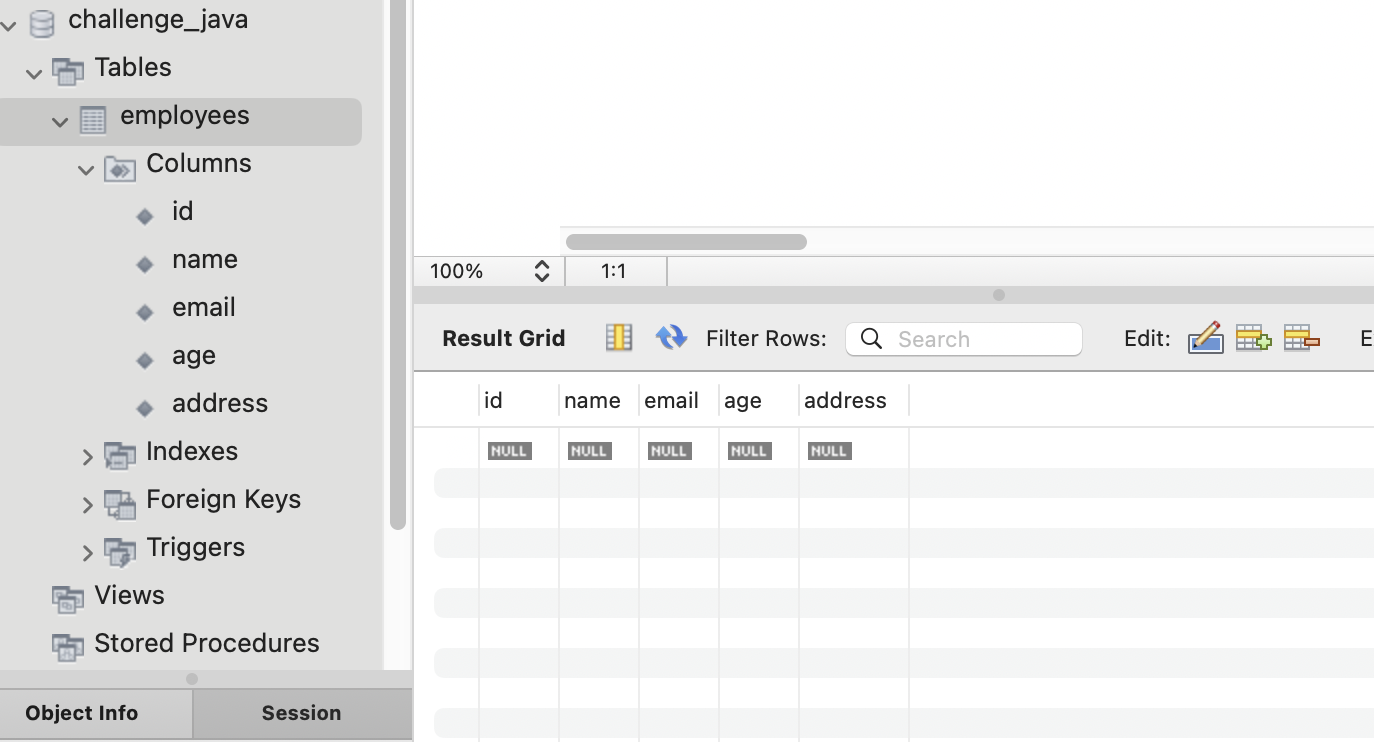 challenge_java
Tables
employees
Columns
id
name
email
age
address
Indexes
Foreign Keys
Triggers
Views
Stored Procedures
Object Info Session
100% 1:1
Result Grid Filter Rows: Search Edit: E
id name email age address
NULL NULL NULL NULL NULL